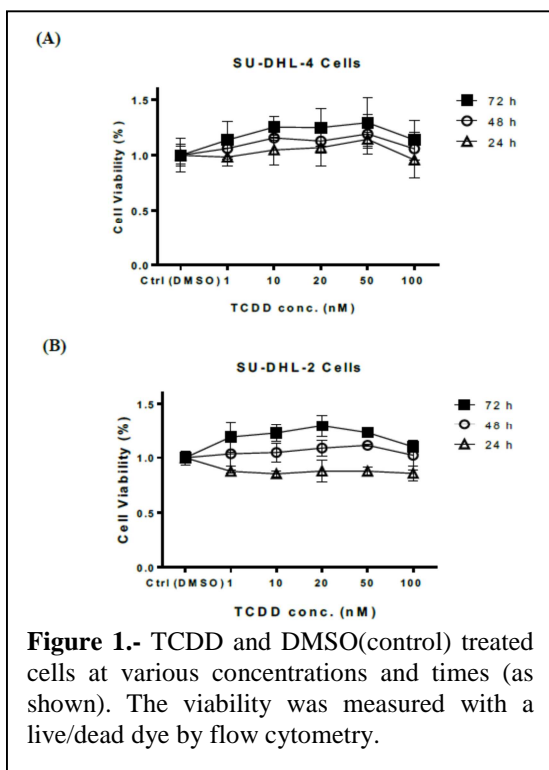 (A)
SU-DHL-4 Cells
1.5
1.0
0.5
0.0
Cell Viability (%)
72 h
48 h
24 h
Ctrl (DMSO) 1 10 20 50 100
TCDD conc. (nM)
(B)
SU-DHL-2 Cells
1.5
1.0
0.5
0.0
Cell Viability (%)
72 h
48 h
24 h
Ctrl (DMSO) 1 10 20 50 100
TCDD conc. (nM)
Figure 1.- TCDD and DMSO(control) treated
cells at various concentrations and times (as
shown). The viability was measured with a
live/dead dye by flow cytometry.